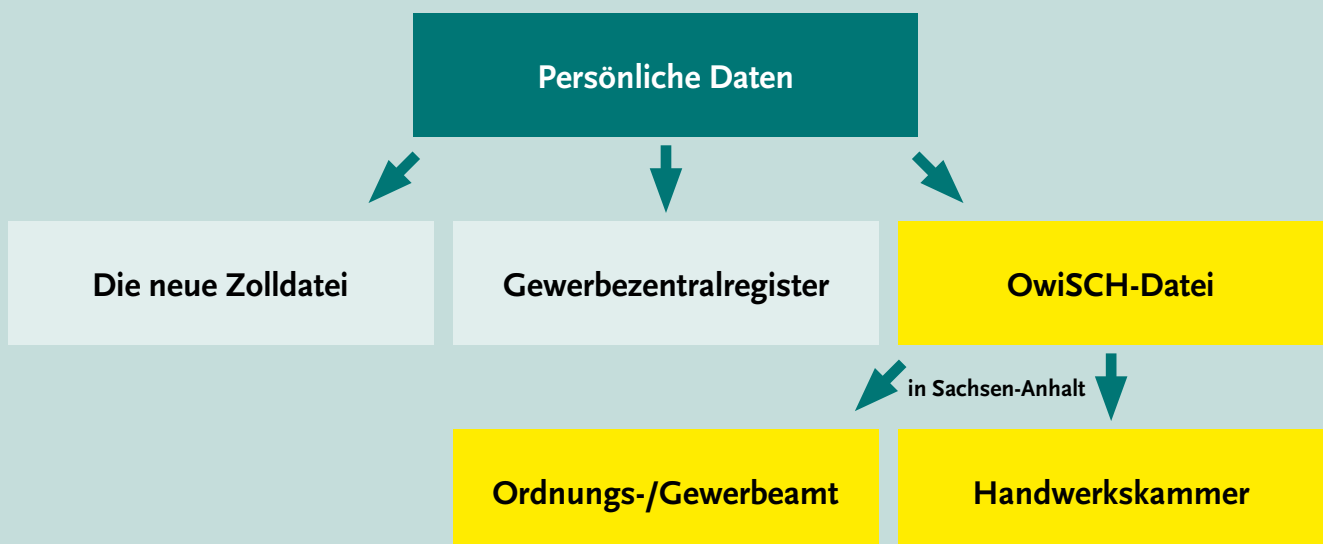 Persönliche Daten
Die neue Zolldatei
Gewerbezentralregister
OwiSCH-Datei
in Sachsen-Anhalt
Ordnungs-/Gewerbeamt
Handwerkskammer